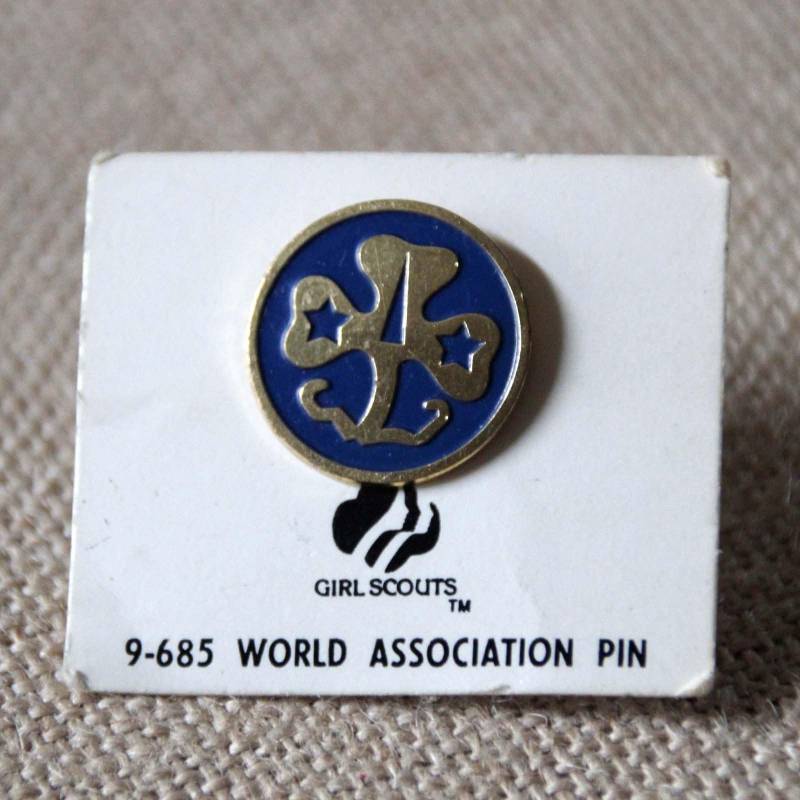 GIRL SCOUTS
TM
9-685 WORLD ASSOCIATION PIN